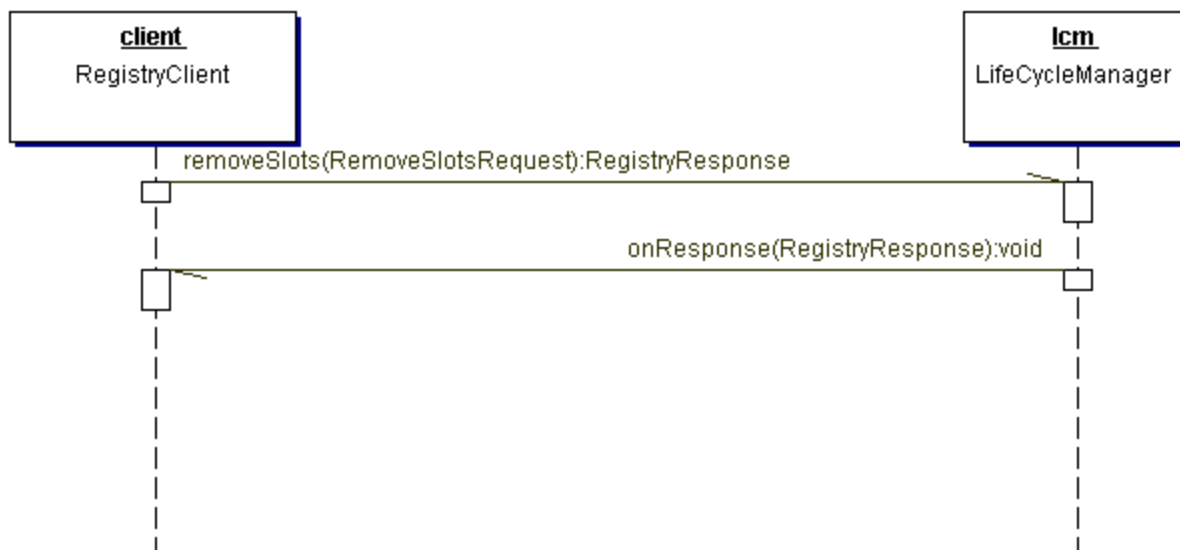 client
RegistryClient
lcm
LifeCycleManager
removeSlots(RemoveSlotsRequest):RegistryResponse
onResponse(RegistryResponse):void